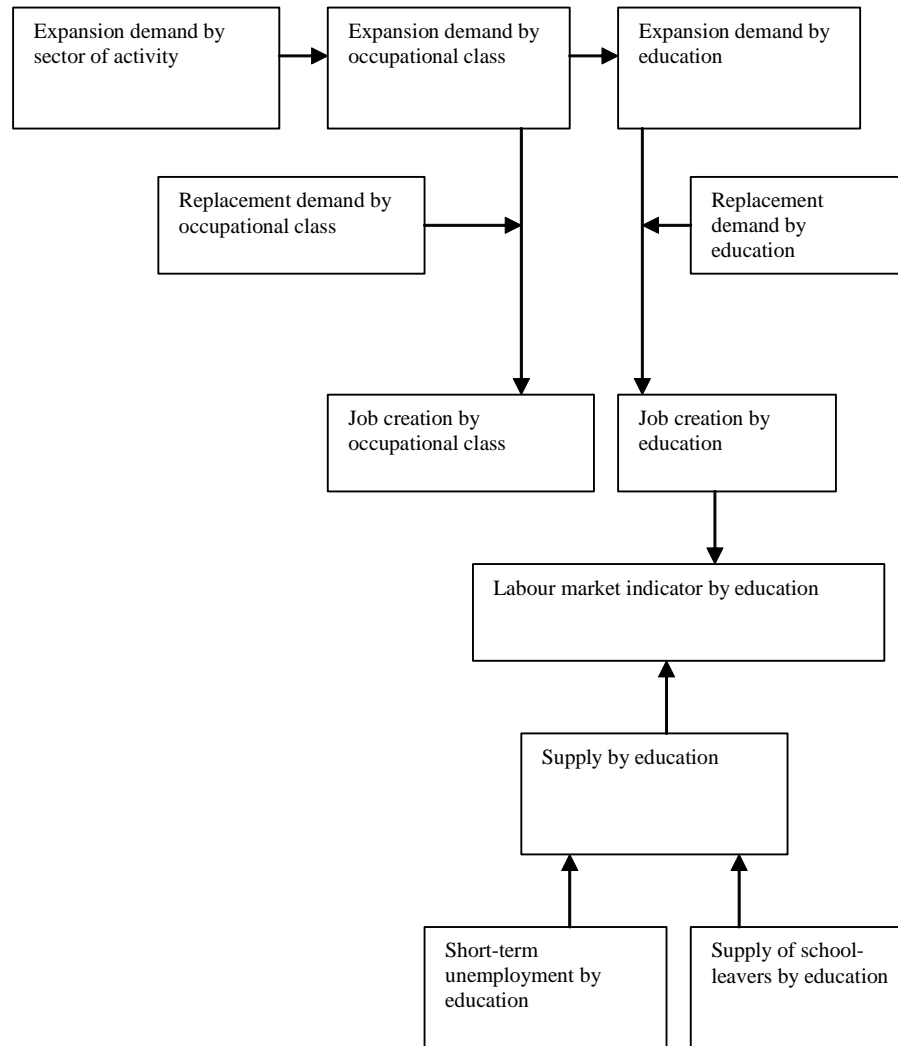 Expansion demand by
sector of activity
Expansion demand by
occupational class
Expansion demand by
education
Replacement demand by
occupational class
Replacement
demand by
education
Job creation by
occupational class
Job creation by
education
Labour market indicator by education
Supply by education
Short-term
unemployment by
education
Supply of school-
leavers by education